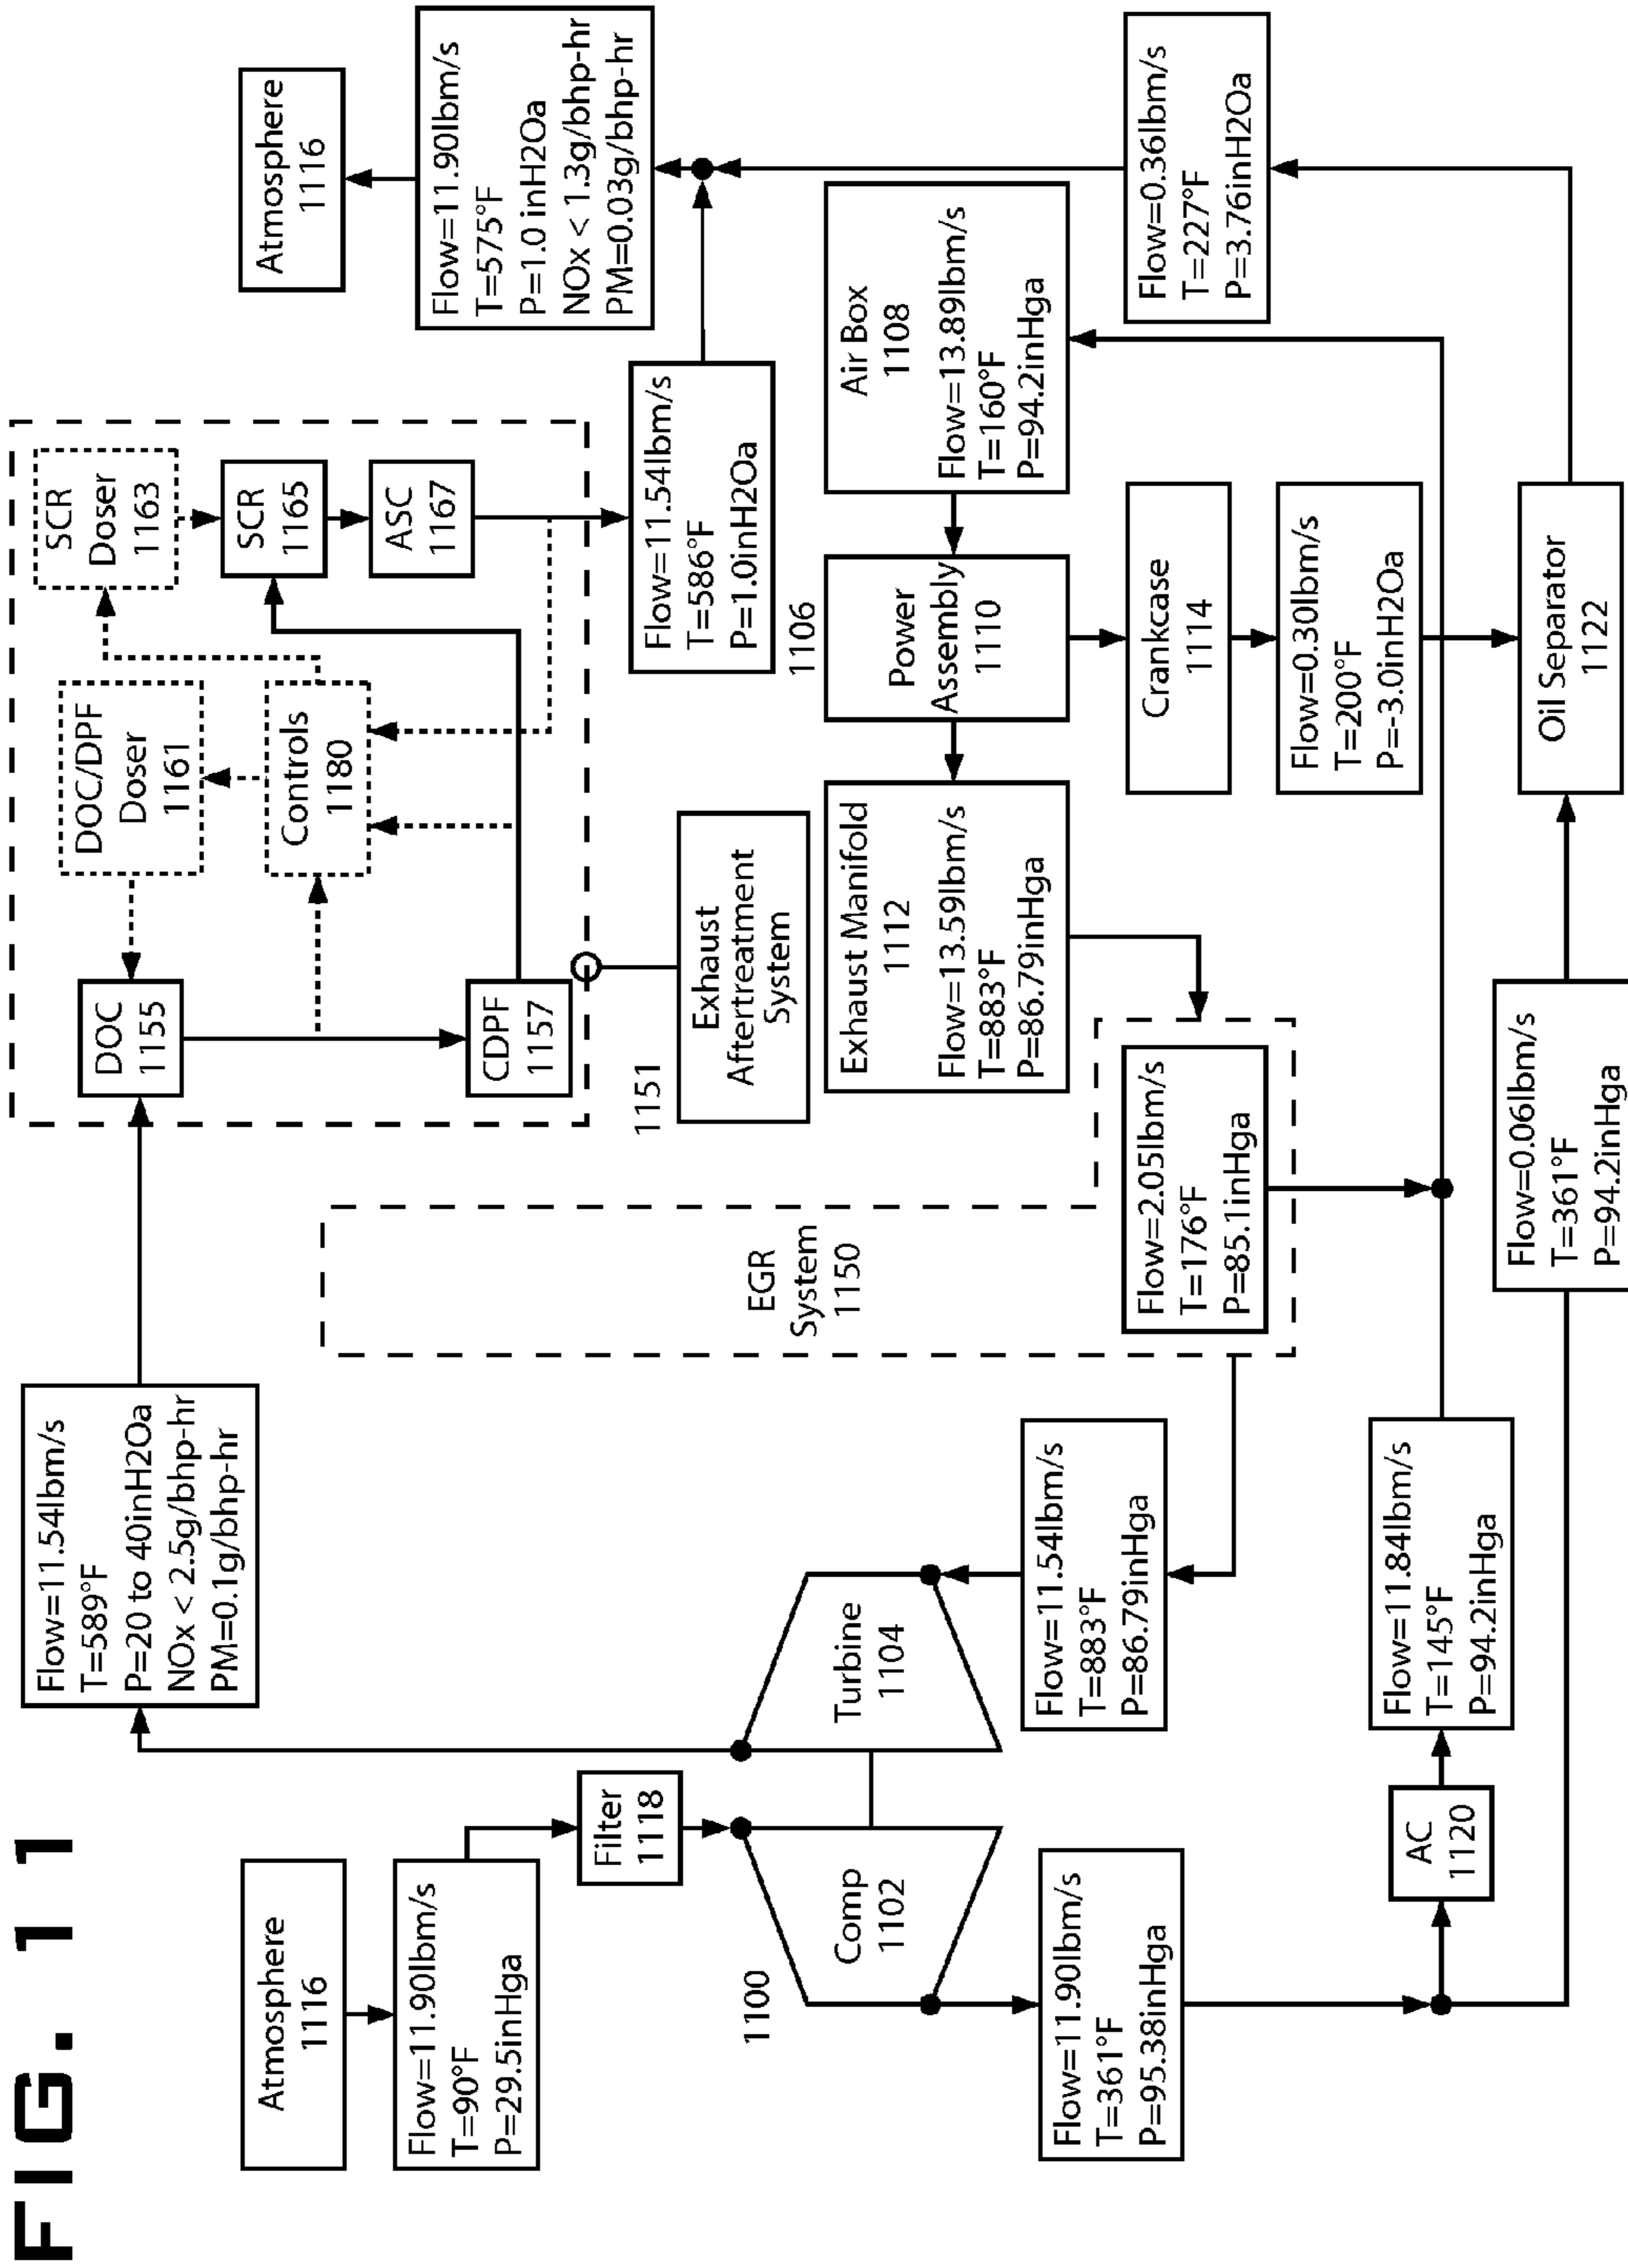 FIG. 11
Atmosphere
1116
Flow=11.90lbm/s
T=90°F
P=29.5inHga
Filter
1118
1100
Comp
1102
Turbine
1104
Flow=11.90lbm/s
T=361°F
P=95.38inHga
AC
1120
Flow=11.84lbm/s
T=145°F
P=94.2inHga
Flow=11.54lbm/s
T=883°F
P=86.79inHga
Flow=11.54lbm/s
T=589°F
P=20 to 40inH2Oa
NOx < 2.5g/bhp-hr
PM=0.1g/bhp-hr
EGR
System
1150
Flow=2.05lbm/s
T=176°F
P=85.1inHga
Flow=0.06lbm/s
T=361°F
P=94.2inHga
DOC
1155
CDPF
1157
DOC/DPF
Doser
1161
Controls
1180
SCR
Doser
1163
SCR
1165
ASC
1167
1151
Exhaust
Aftertreatment
System
Exhaust Manifold
1112
Flow=13.59lbm/s
T=883°F
P=86.79inHga
1106
Power
Assembly
1110
Air Box
1108
Flow=13.89lbm/s
T=160°F
P=94.2inHga
Crankcase
1114
Flow=0.30lbm/s
T=200°F
P=-3.0inH2Oa
Oil Separator
1122
Flow=0.36lbm/s
T=227°F
P=3.76inH2Oa
Flow=11.54lbm/s
T=586°F
P=1.0inH2Oa
Flow=11.90lbm/s
T=575°F
P=1.0 inH2Oa
NOx < 1.3g/bhp-hr
PM=0.03g/bhp-hr
Atmosphere
1116